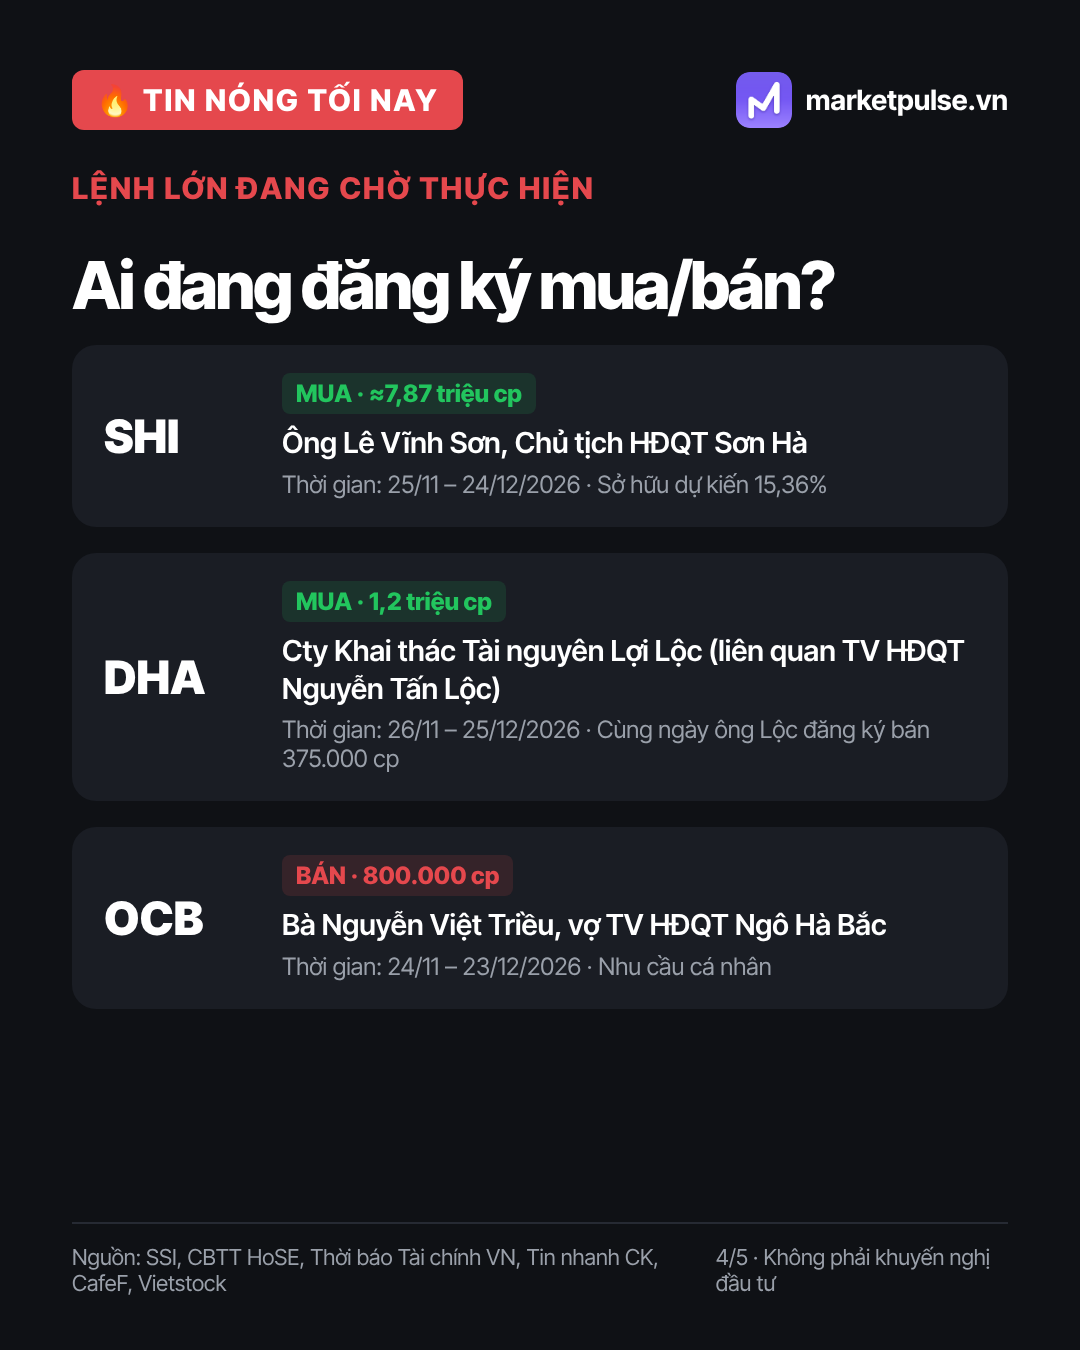 🔥 TIN NÓNG TỐI NAY
marketpulse.vn
LỆNH LỚN ĐANG CHỜ THỰC HIỆN
Ai đang đăng ký mua/bán?
SHI
MUA · ≈7,87 triệu cp
Ông Lê Vĩnh Sơn, Chủ tịch HĐQT Sơn Hà
Thời gian: 25/11 – 24/12/2026 · Sở hữu dự kiến 15,36%
DHA
MUA · 1,2 triệu cp
Cty Khai thác Tài nguyên Lợi Lộc (liên quan TV HĐQT
Nguyễn Tấn Lộc)
Thời gian: 26/11 – 25/12/2026 · Cùng ngày ông Lộc đăng ký bán
375.000 cp
OCB
BÁN · 800.000 cp
Bà Nguyễn Việt Triều, vợ TV HĐQT Ngô Hà Bắc
Thời gian: 24/11 – 23/12/2026 · Nhu cầu cá nhân
Nguồn: SSI, CBTT HoSE, Thời báo Tài chính VN, Tin nhanh CK,
CafeF, Vietstock
4/5 · Không phải khuyến nghị
đầu tư